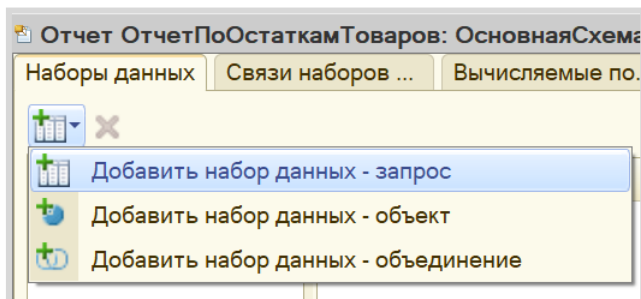 Отчет ОтчетПоОстаткамТоваров: ОсновнаяСхема
Наборы данных Связи наборов ... Вычисляемые по.
Добавить набор данных - запрос
Добавить набор данных - объект
Добавить набор данных - объединение